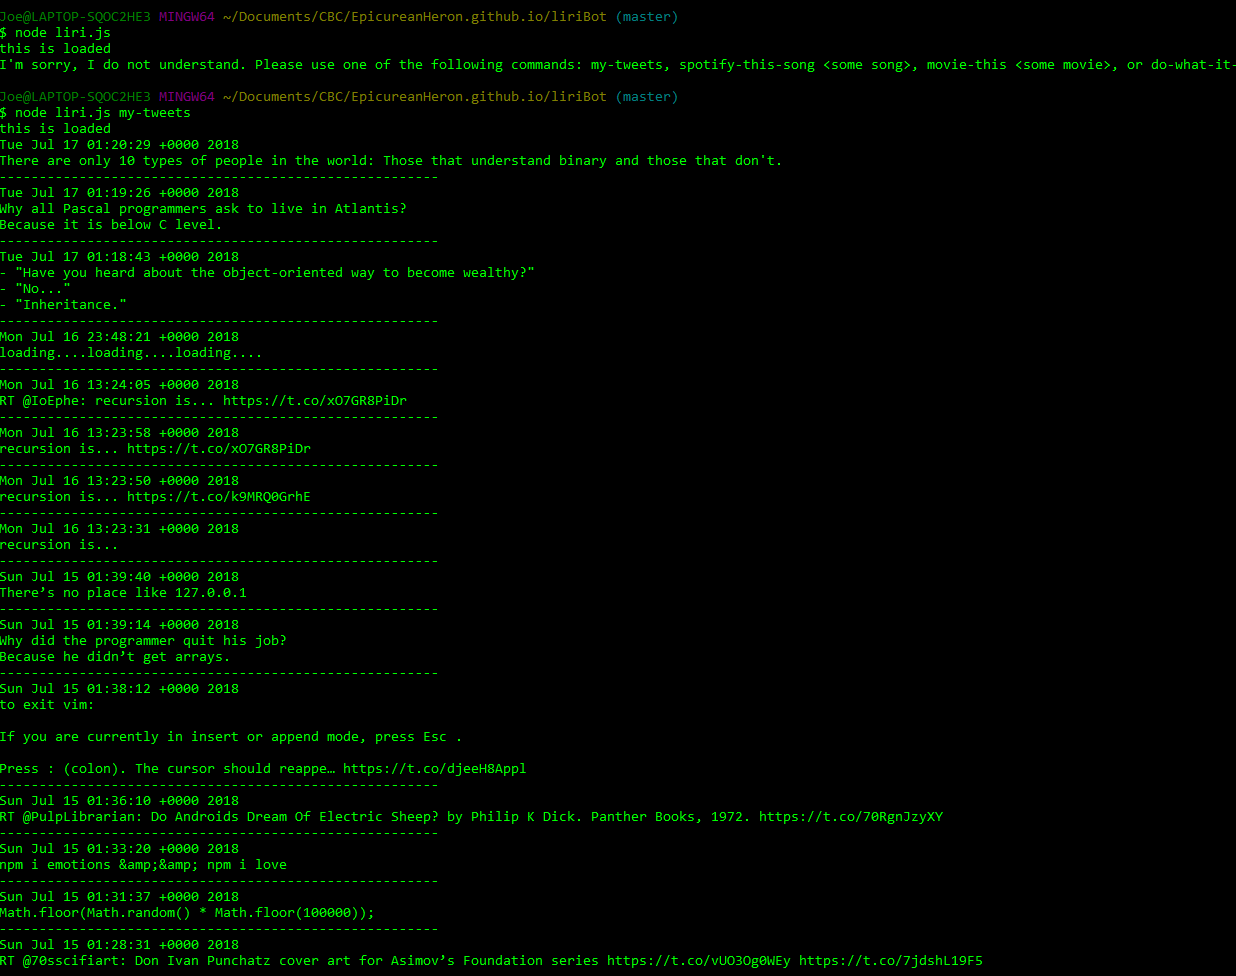 Joe@LAPTOP-SQOC2HE3 MINGW64 ~/Documents/CBC/EpicureanHeron.github.io/liriBot (master)
$ node liri.js
this is loaded
I'm sorry, I do not understand. Please use one of the following commands: my-tweets, spotify-this-song <some song>, movie-this <some movie>, or do-what-it-
Joe@LAPTOP-SQOC2HE3 MINGW64 ~/Documents/CBC/EpicureanHeron.github.io/liriBot (master)
$ node liri.js my-tweets
this is loaded
Tue Jul 17 01:20:29 +0000 2018
There are only 10 types of people in the world: Those that understand binary and those that don't.
-------------------------------------------------------
Tue Jul 17 01:19:26 +0000 2018
Why all Pascal programmers ask to live in Atlantis?
Because it is below C level.
-------------------------------------------------------
Tue Jul 17 01:18:43 +0000 2018
- "Have you heard about the object-oriented way to become wealthy?"
- "No..."
- "Inheritance."
-------------------------------------------------------
Mon Jul 16 23:48:21 +0000 2018
loading....loading....loading....
-------------------------------------------------------
Mon Jul 16 13:24:05 +0000 2018
RT @IoEphe: recursion is... https://t.co/xO7GR8PiDr
-------------------------------------------------------
Mon Jul 16 13:23:58 +0000 2018
recursion is... https://t.co/xO7GR8PiDr
-------------------------------------------------------
Mon Jul 16 13:23:50 +0000 2018
recursion is... https://t.co/k9MRQ0GrhE
-------------------------------------------------------
Mon Jul 16 13:23:31 +0000 2018
recursion is...
-------------------------------------------------------
Sun Jul 15 01:39:40 +0000 2018
There’s no place like 127.0.0.1
-------------------------------------------------------
Sun Jul 15 01:39:14 +0000 2018
Why did the programmer quit his job?
Because he didn’t get arrays.
-------------------------------------------------------
Sun Jul 15 01:38:12 +0000 2018
to exit vim:
If you are currently in insert or append mode, press Esc .
Press : (colon). The cursor should reappe… https://t.co/djeeH8Appl
-------------------------------------------------------
Sun Jul 15 01:36:10 +0000 2018
RT @PulpLibrarian: Do Androids Dream Of Electric Sheep? by Philip K Dick. Panther Books, 1972. https://t.co/70RgnJzyXY
-------------------------------------------------------
Sun Jul 15 01:33:20 +0000 2018
npm i emotions &amp;&amp; npm i love
-------------------------------------------------------
Sun Jul 15 01:31:37 +0000 2018
Math.floor(Math.random() * Math.floor(100000));
-------------------------------------------------------
Sun Jul 15 01:28:31 +0000 2018
RT @70sscifiart: Don Ivan Punchatz cover art for Asimov’s Foundation series https://t.co/vUO3Og0WEy https://t.co/7jdshL19F5